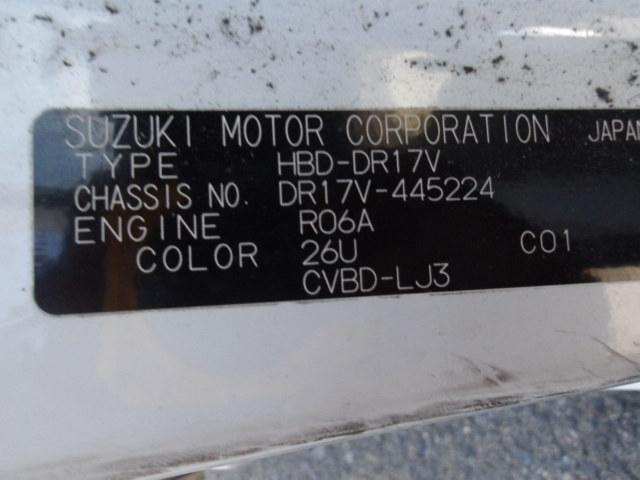 SUZUKI MOTOR CORPORATION JAPAN
TYPE HBD-DR17V
CHASSIS NO. DR17V-445224
ENGINE R06A
COLOR 26U C01
CVBD-LJ3